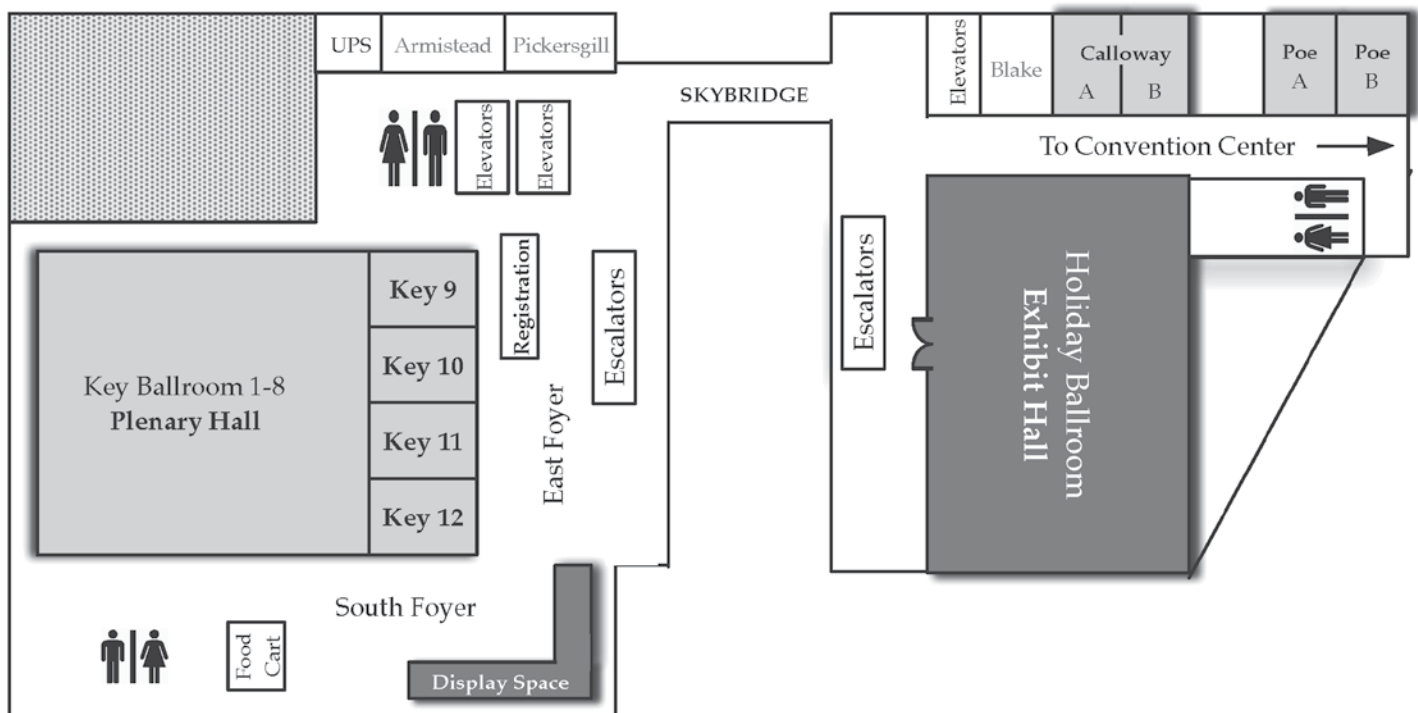 UPS
Armistead
Pickersgill
SKYBRIDGE
Elevators
Blake
Calloway
A
B
Poe
A
Poe
B
Elevators
Elevators
To Convention Center
Key 9
Key 10
Key 11
Key 12
Key Ballroom 1-8
Plenary Hall
Registration
Escalators
East Foyer
Escalators
Holiday Ballroom
Exhibit Hall
South Foyer
Food
Cart
Display Space